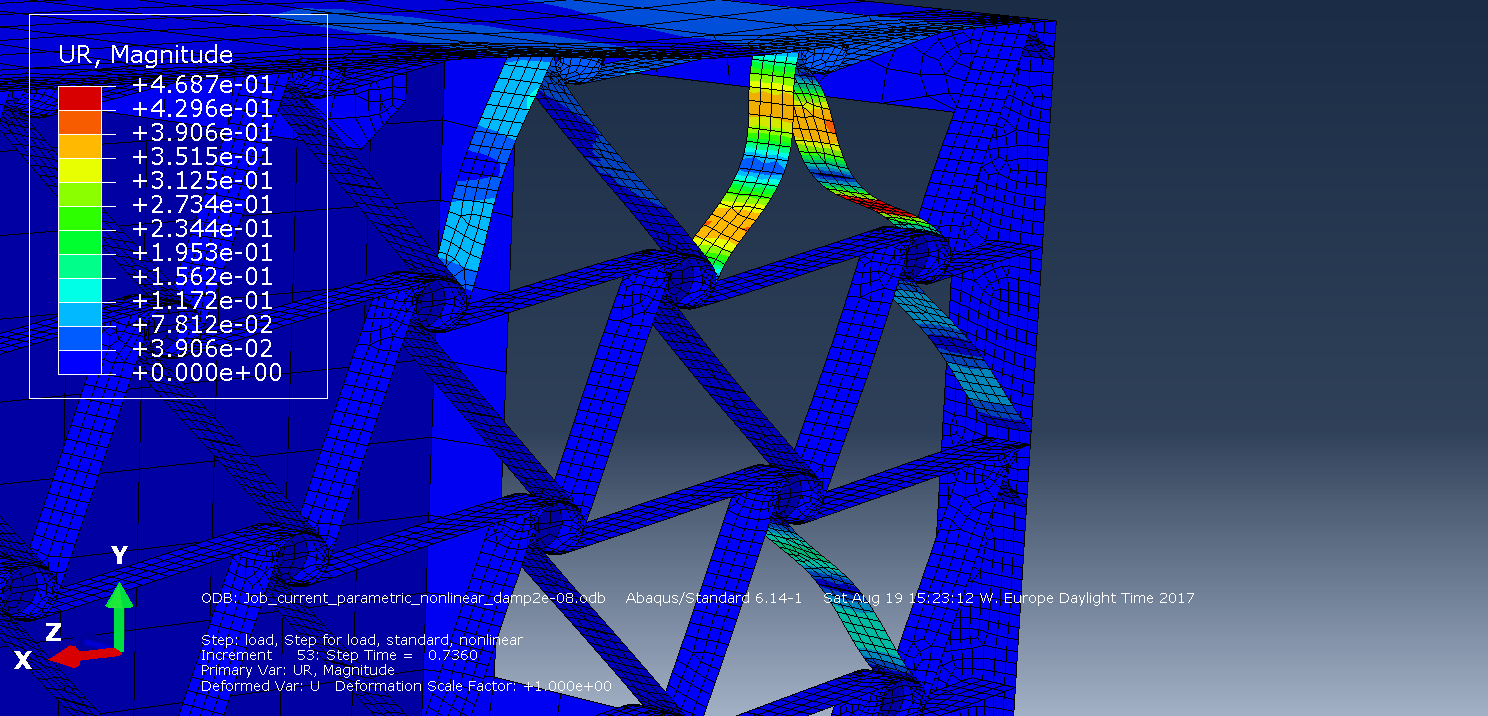 UR, Magnitude
+4.687e-01
+4.296e-01
+3.906e-01
+3.515e-01
+3.125e-01
+2.734e-01
+2.344e-01
+1.953e-01
+1.562e-01
+1.172e-01
+7.812e-02
+3.906e-02
+0.000e+00
Y
Z
X
ODB: Job_current_parametric_nonlinear_damp2e-08.odb Abaqus/Standard 6.14-1 Sat Aug 19 15:23:12 W. Europe Daylight Time 2017
Step: load, Step for load, standard, nonlinear
Increment 53: Step Time = 0.7360
Primary Var: UR, Magnitude
Deformed Var: U Deformation Scale Factor: +1.000e+00